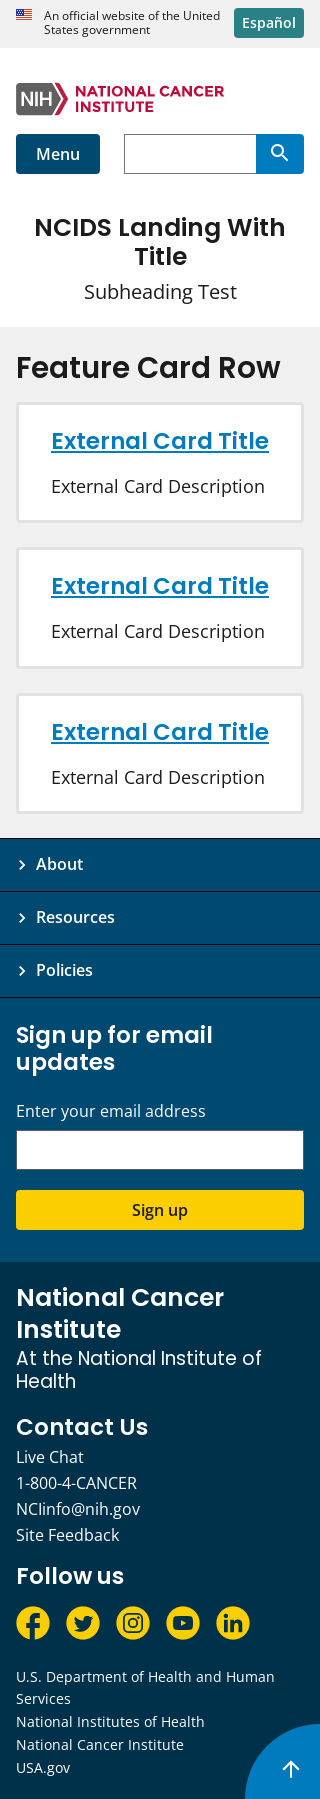 An official website of the United
States government
Español
NIH
NATIONAL CANCER
INSTITUTE
Menu
NCIDS Landing With
Title
Subheading Test
Feature Card Row
External Card Title
External Card Description
External Card Title
External Card Description
External Card Title
External Card Description
About
Resources
Policies
Sign up for email
updates
Enter your email address
Sign up
National Cancer
Institute
At the National Institute of
Health
Contact Us
Live Chat
1-800-4-CANCER
NCIinfo@nih.gov
Site Feedback
Follow us
U.S. Department of Health and Human
Services
National Institutes of Health
National Cancer Institute
USA.gov